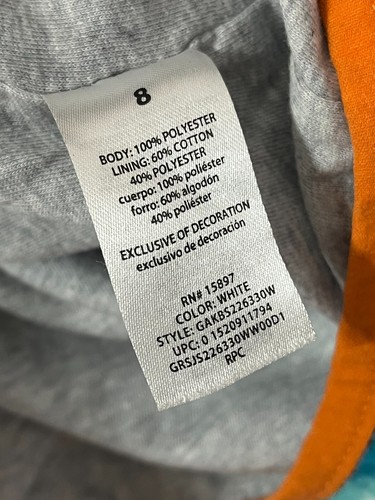 8
BODY: 100% POLYESTER
LINING: 60% COTTON
40% POLYESTER
cuerpo: 100% poliéster
forro: 60% algodón
40% poliéster
EXCLUSIVE OF DECORATION
exclusivo de decoración
RN# 15897
COLOR: WHITE
STYLE: GAKBS226330W
UPC: 0 1520911794
GRSJS226330WW00D1
RPC